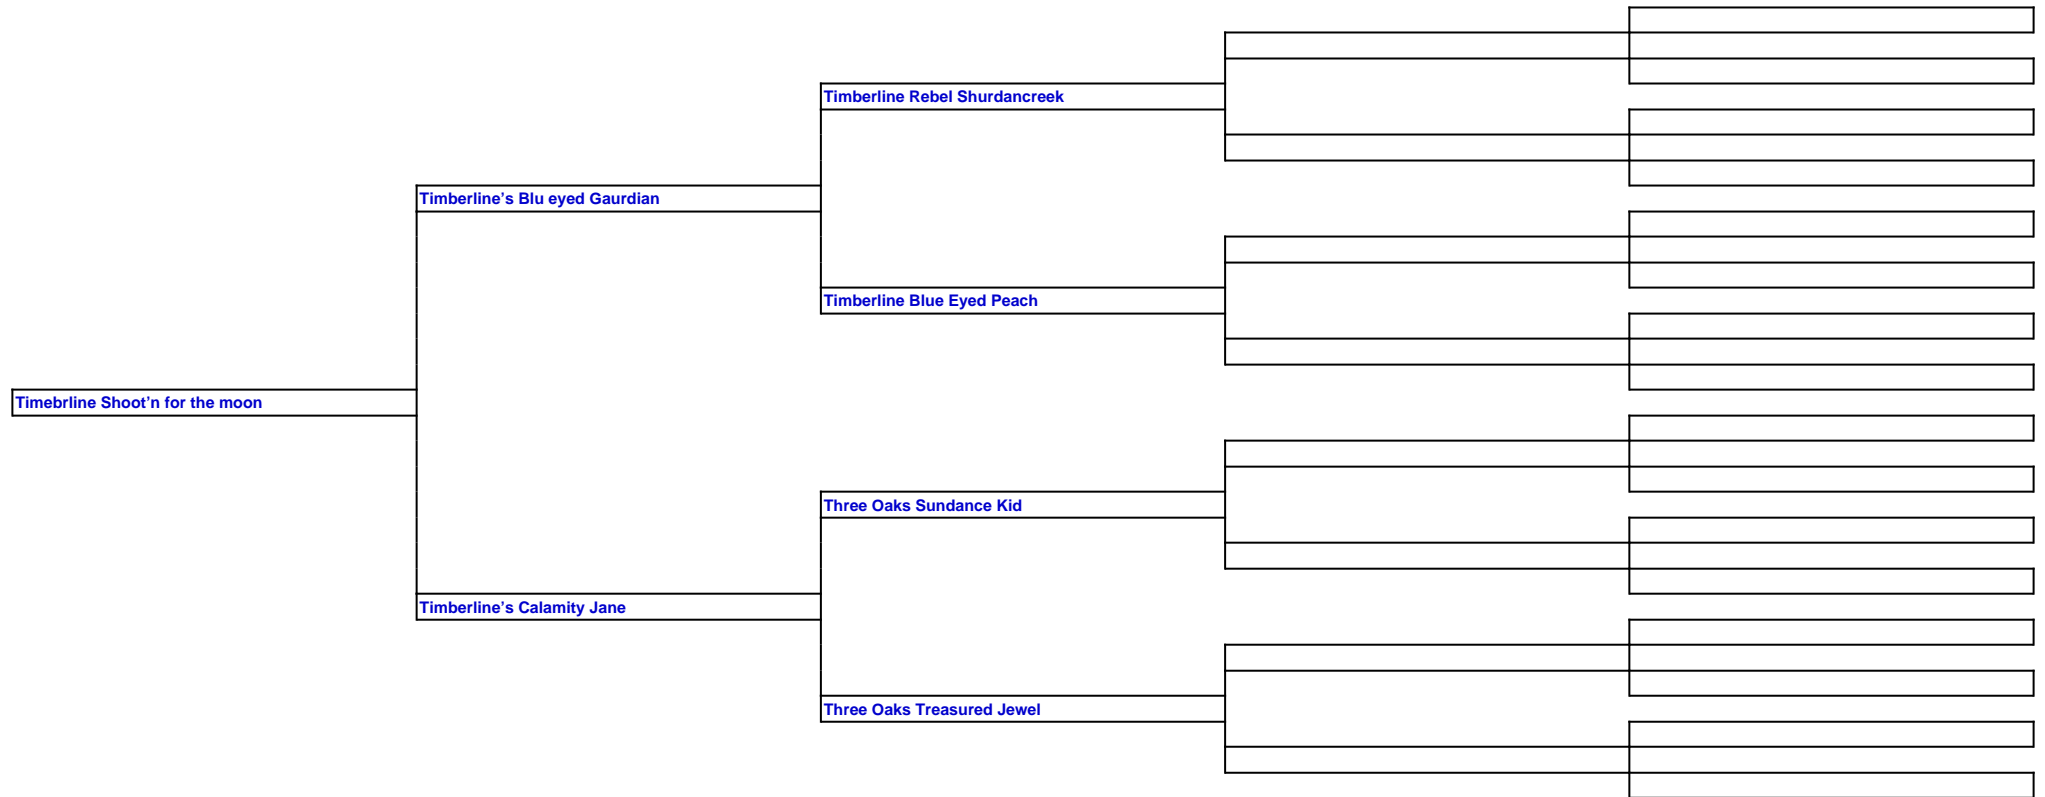 Timberline Rebel Shurdancreek
Timberline’s Blu eyed Gaurdian
Timberline Blue Eyed Peach
Timebrline Shoot’n for the moon
Three Oaks Sundance Kid
Timberline’s Calamity Jane
Three Oaks Treasured Jewel